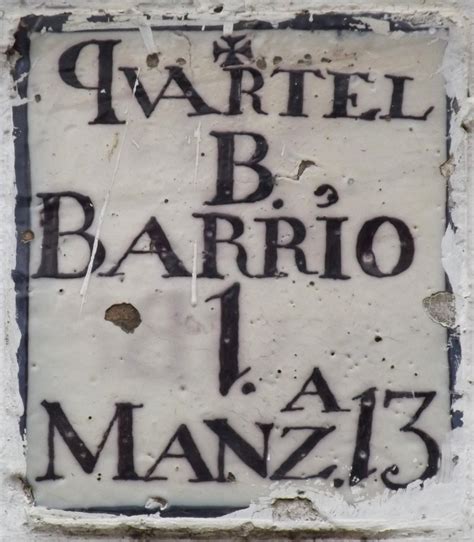 QVARTEL
B.
BARRIO
1.
MANZ.A 13